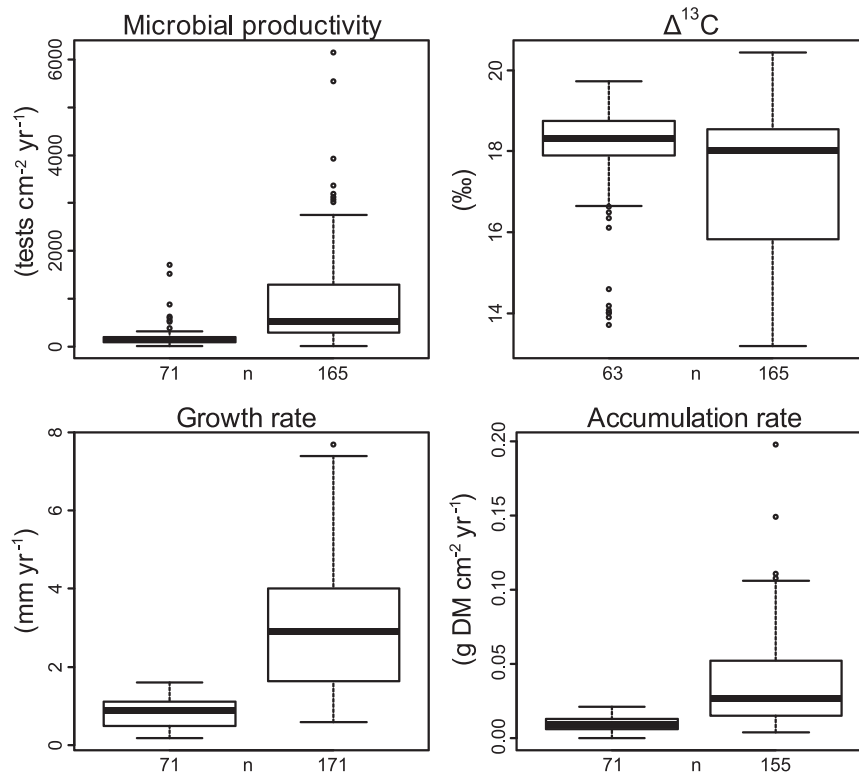 Microbial productivity
(tests cm⁻² yr⁻¹)
6000
4000
2000
0
71 n 165
Δ¹³C
(‰)
20
18
16
14
63 n 165
Growth rate
(mm yr⁻¹)
8
6
4
2
0
71 n 171
Accumulation rate
(g DM cm⁻² yr⁻¹)
0.20
0.15
0.10
0.05
0.00
71 n 155